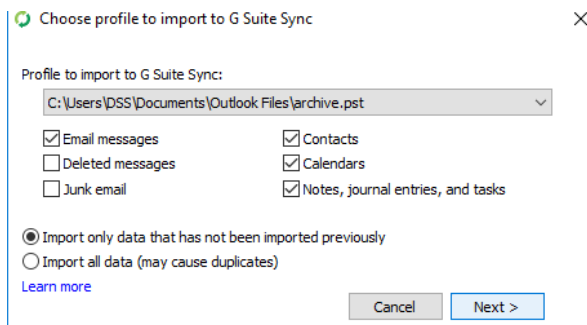 Choose profile to import to G Suite Sync
Profile to import to G Suite Sync:
C:\Users\DSS\Documents\Outlook Files\archive.pst
Email messages Contacts
Deleted messages Calendars
Junk email Notes, journal entries, and tasks
Import only data that has not been imported previously
Import all data (may cause duplicates)
Learn more
Cancel Next >